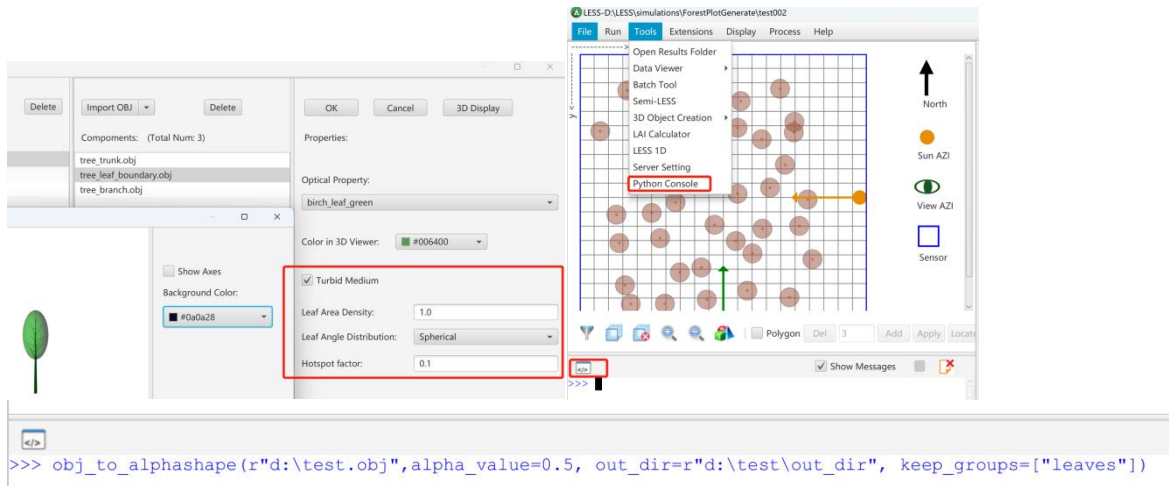 Delete
Import OBJ
Delete
Compoments: (Total Num: 3)
tree_trunk.obj
tree_leaf_boundary.obj
tree_branch.obj
Show Axes
Background Color:
#0a0a28
OK Cancel 3D Display
Properties:
Optical Property:
birch_leaf_green
Color in 3D Viewer: #006400
Turbid Medium
Leaf Area Density: 1.0
Leaf Angle Distribution: Spherical
Hotspot factor: 0.1
LESS-D:\LESS\simulations\ForestPlotGenerate\test002
File Run Tools Extensions Display Process Help
Open Results Folder
Data Viewer
Batch Tool
Semi-LESS
3D Object Creation
LAI Calculator
LESS 1D
Server Setting
Python Console
---------------->
y <
North
Sun AZI
View AZI
Sensor
Polygon Del 3 Add Apply Locat
</> Show Messages
>>>
</>
>>> obj_to_alphashape(r"d:\test.obj",alpha_value=0.5, out_dir=r"d:\test\out_dir", keep_groups=["leaves"])